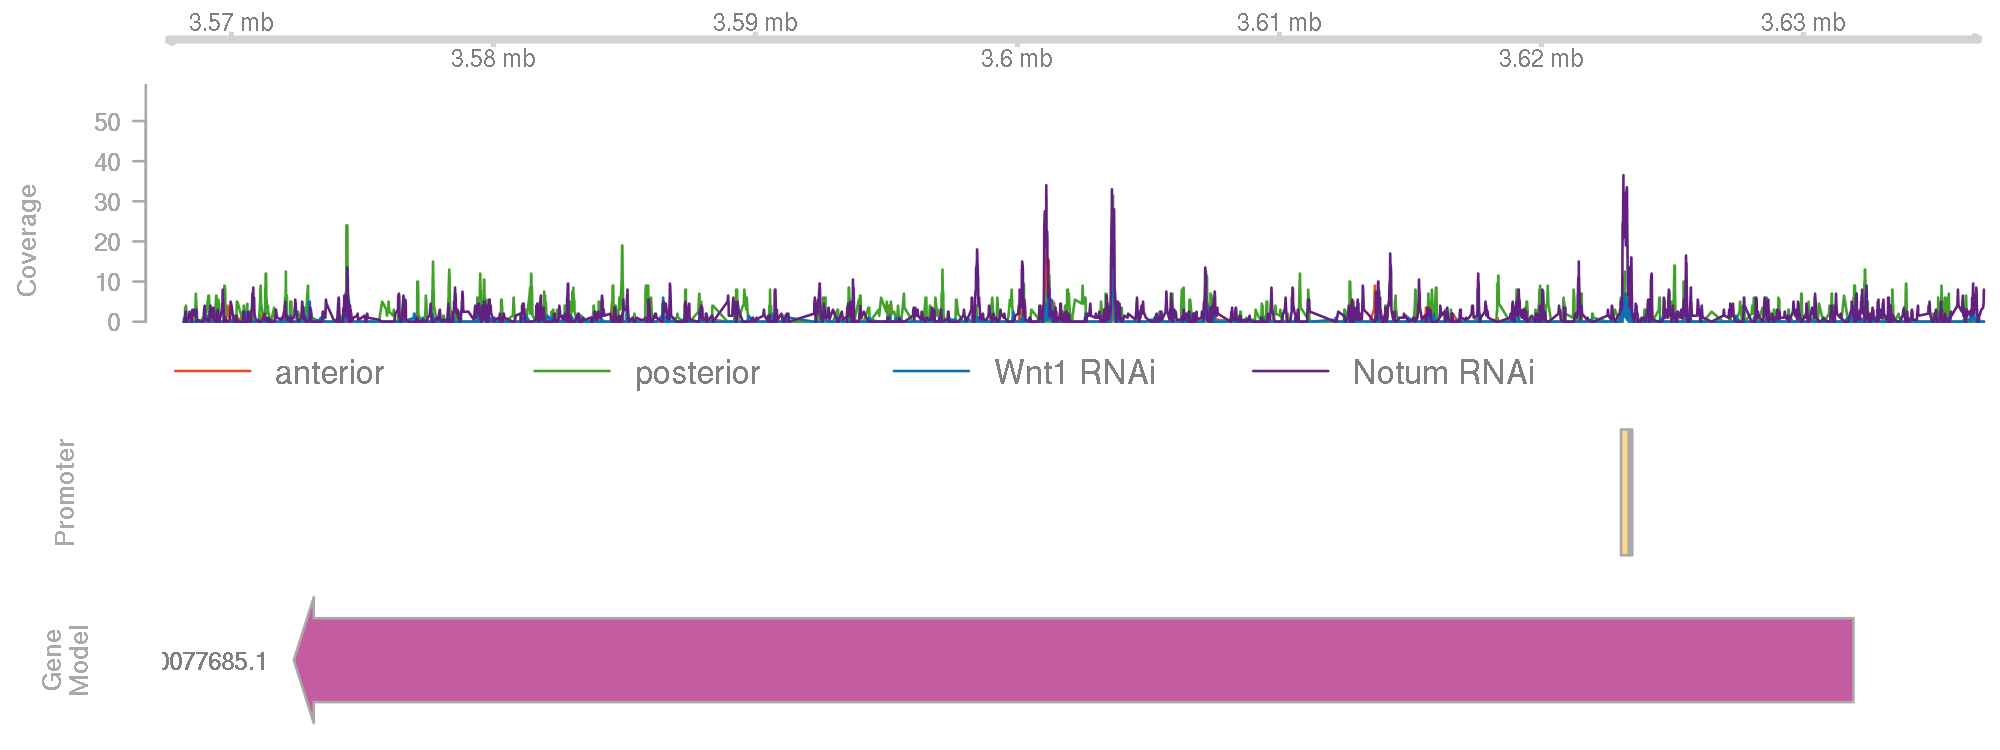 3.57 mb
3.59 mb
3.61 mb
3.63 mb
3.58 mb
3.6 mb
3.62 mb
Coverage
50
40
30
20
10
0
anterior
posterior
Wnt1 RNAi
Notum RNAi
Promoter
Gene
Model
0077685.1